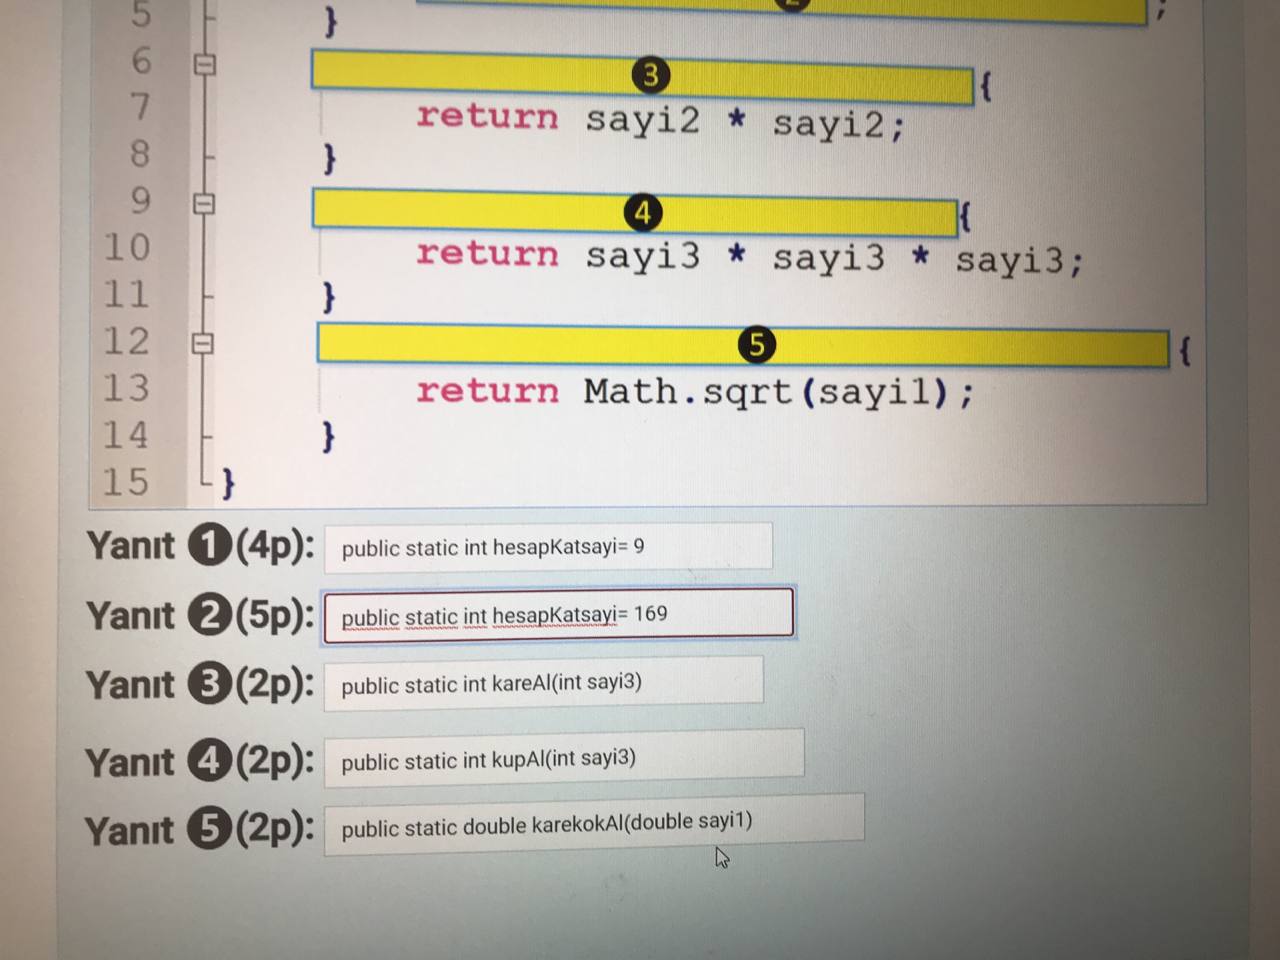 5 } ;
6 3 {
7 return sayi2 * sayi2;
8 }
9 4 {
10 return sayi3 * sayi3 * sayi3;
11 }
12 5 {
13 return Math.sqrt(sayi1);
14 }
15 }
Yanıt 1 (4p): public static int hesapKatsayi= 9
Yanıt 2 (5p): public static int hesapKatsayi= 169
Yanıt 3 (2p): public static int kareAl(int sayi3)
Yanıt 4 (2p): public static int kupAl(int sayi3)
Yanıt 5 (2p): public static double karekokAl(double sayi1)